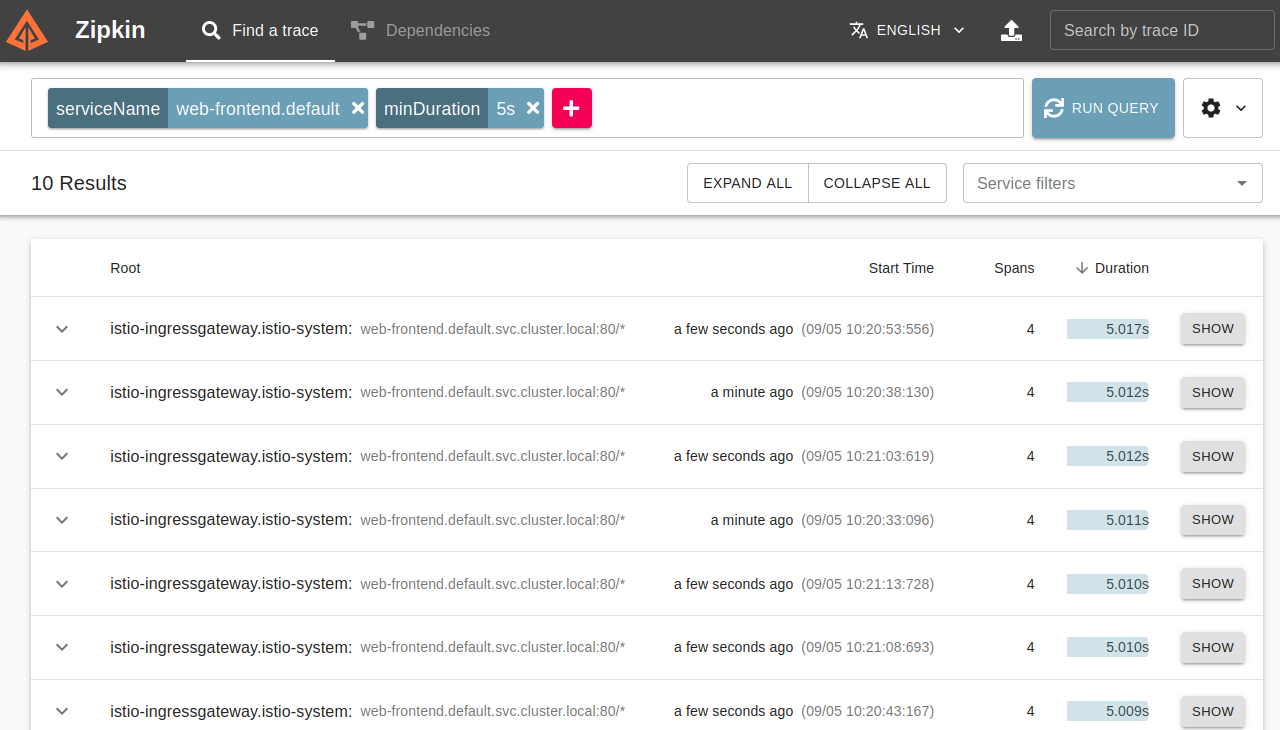 Zipkin Find a trace Dependencies ENGLISH Search by trace ID
serviceName web-frontend.default minDuration 5s RUN QUERY
10 Results EXPAND ALL COLLAPSE ALL Service filters
Root Start Time Spans Duration
istio-ingressgateway.istio-system: web-frontend.default.svc.cluster.local:80/* a few seconds ago (09/05 10:20:53:556) 4 5.017s SHOW
istio-ingressgateway.istio-system: web-frontend.default.svc.cluster.local:80/* a minute ago (09/05 10:20:38:130) 4 5.012s SHOW
istio-ingressgateway.istio-system: web-frontend.default.svc.cluster.local:80/* a few seconds ago (09/05 10:21:03:619) 4 5.012s SHOW
istio-ingressgateway.istio-system: web-frontend.default.svc.cluster.local:80/* a minute ago (09/05 10:20:33:096) 4 5.011s SHOW
istio-ingressgateway.istio-system: web-frontend.default.svc.cluster.local:80/* a few seconds ago (09/05 10:21:13:728) 4 5.010s SHOW
istio-ingressgateway.istio-system: web-frontend.default.svc.cluster.local:80/* a few seconds ago (09/05 10:21:08:693) 4 5.010s SHOW
istio-ingressgateway.istio-system: web-frontend.default.svc.cluster.local:80/* a few seconds ago (09/05 10:20:43:167) 4 5.009s SHOW